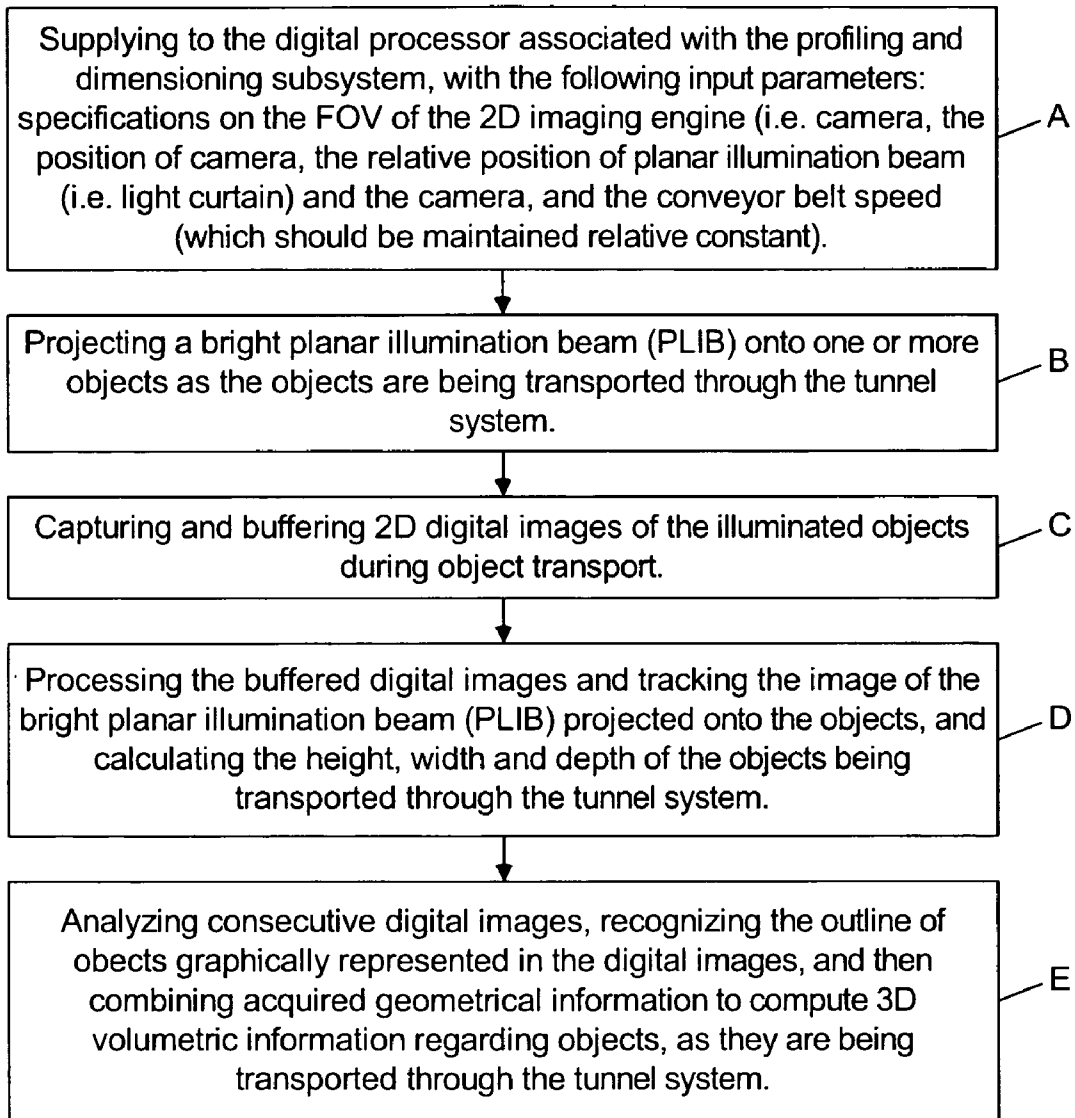 Supplying to the digital processor associated with the profiling and
dimensioning subsystem, with the following input parameters:
specifications on the FOV of the 2D imaging engine (i.e. camera, the
position of camera, the relative position of planar illumination beam
(i.e. light curtain) and the camera, and the conveyor belt speed
(which should be maintained relative constant).
A
Projecting a bright planar illumination beam (PLIB) onto one or more
objects as the objects are being transported through the tunnel
system.
B
Capturing and buffering 2D digital images of the illuminated objects
during object transport.
C
Processing the buffered digital images and tracking the image of the
bright planar illumination beam (PLIB) projected onto the objects, and
calculating the height, width and depth of the objects being
transported through the tunnel system.
D
Analyzing consecutive digital images, recognizing the outline of
obects graphically represented in the digital images, and then
combining acquired geometrical information to compute 3D
volumetric information regarding objects, as they are being
transported through the tunnel system.
E